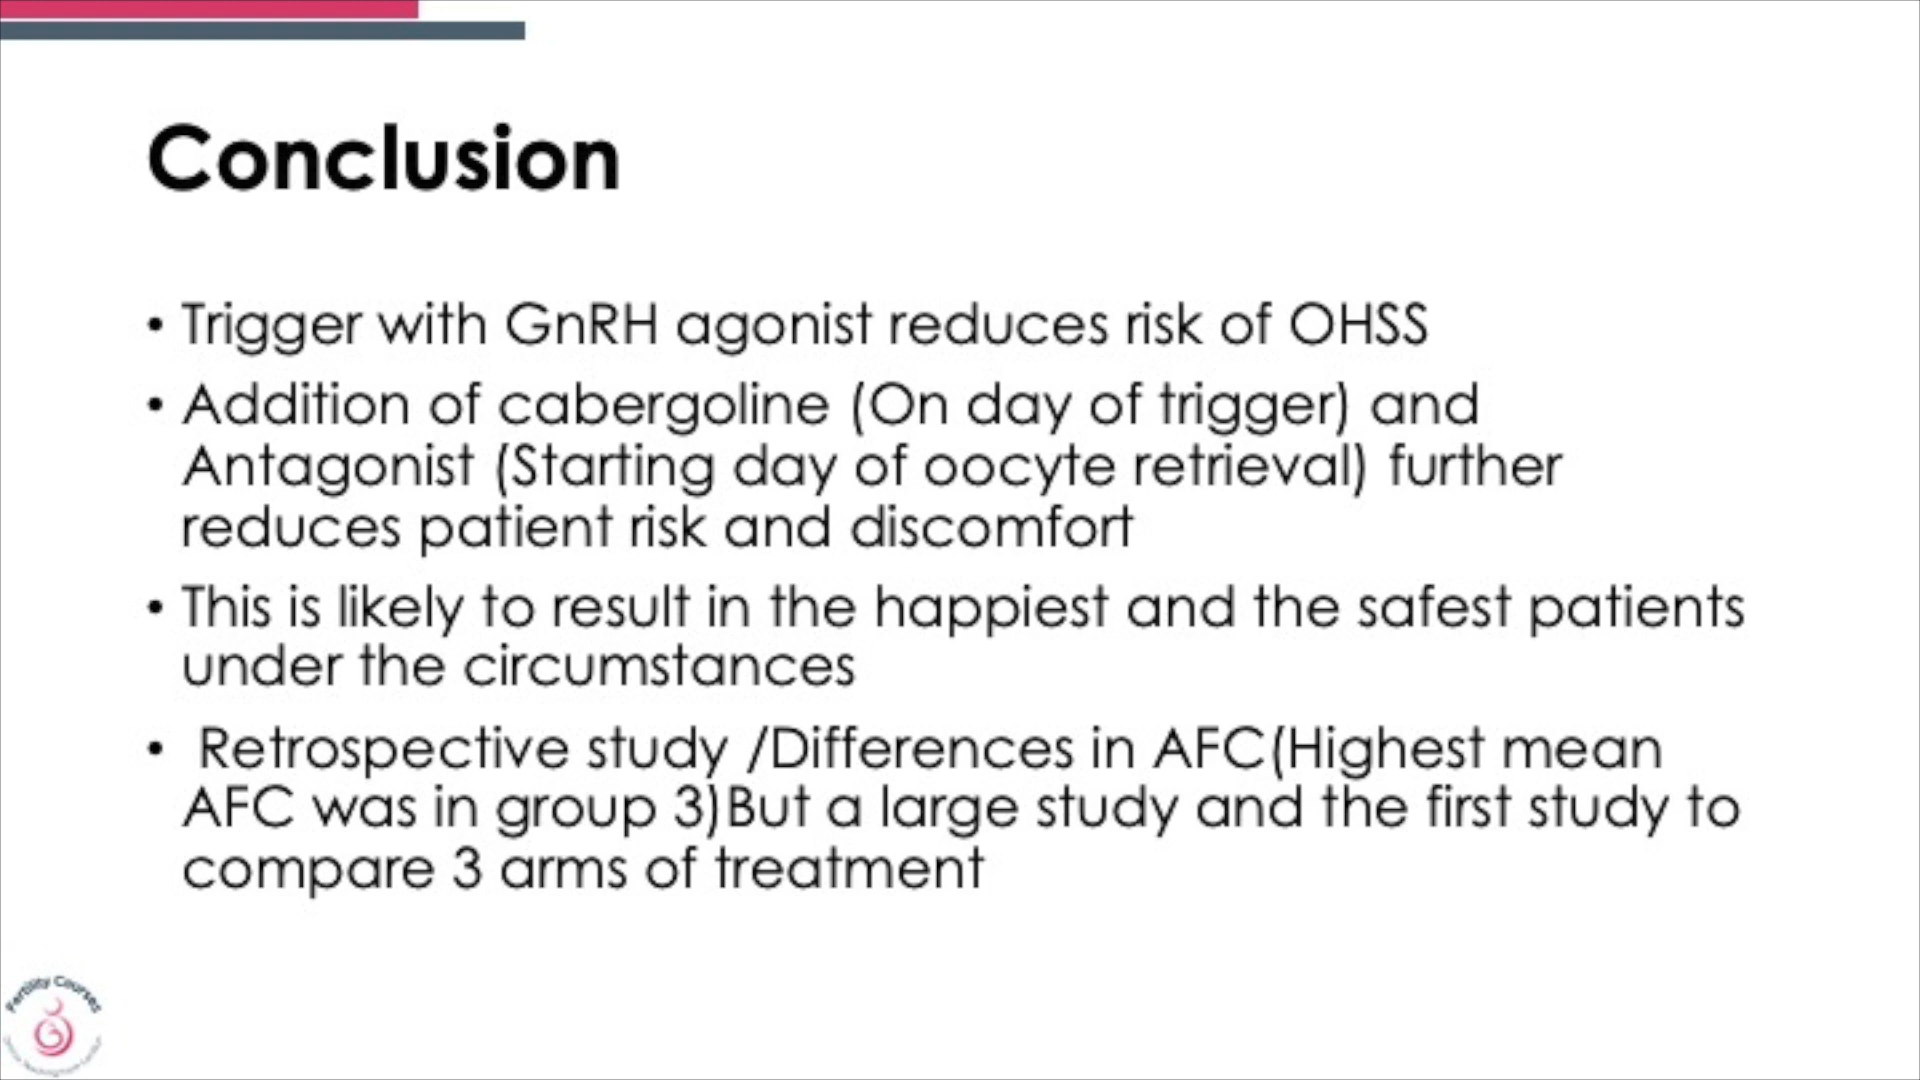 Conclusion
• Trigger with GnRH agonist reduces risk of OHSS
• Addition of cabergoline (On day of trigger) and
Antagonist (Starting day of oocyte retrieval) further
reduces patient risk and discomfort
• This is likely to result in the happiest and the safest patients
under the circumstances
• Retrospective study /Differences in AFC(Highest mean
AFC was in group 3)But a large study and the first study to
compare 3 arms of treatment
Fertility Courses